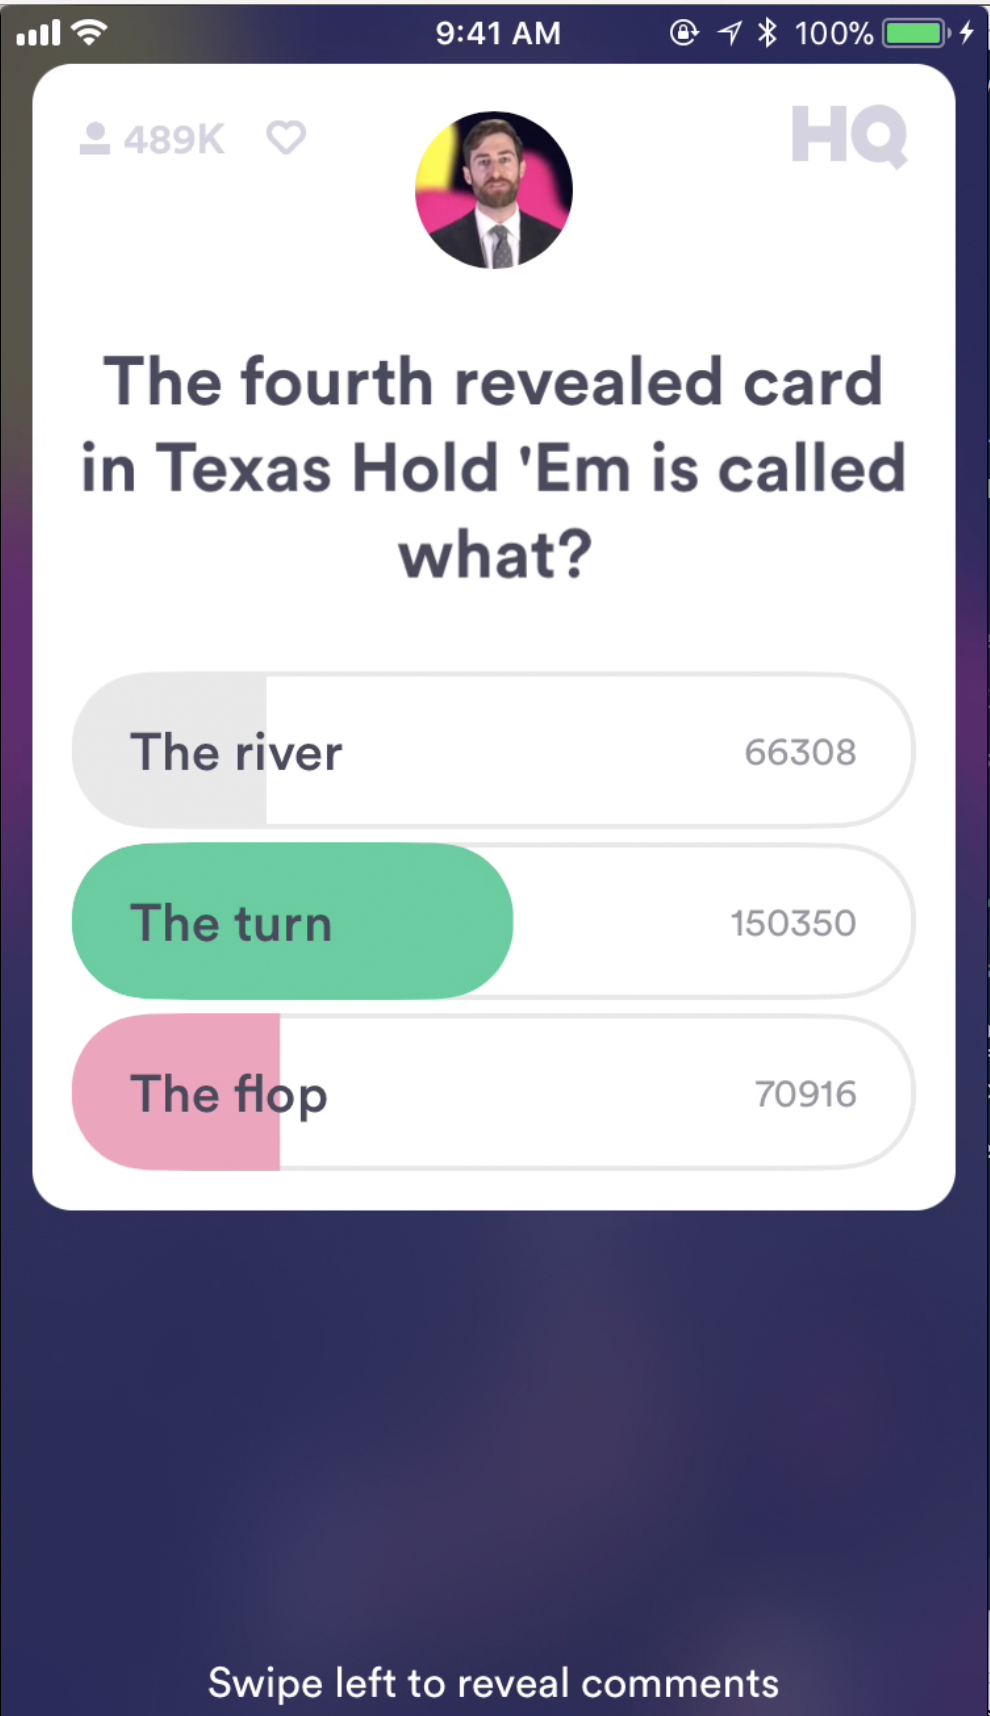 9:41 AM 100%
489K HQ
The fourth revealed card
in Texas Hold 'Em is called
what?
The river 66308
The turn 150350
The flop 70916
Swipe left to reveal comments